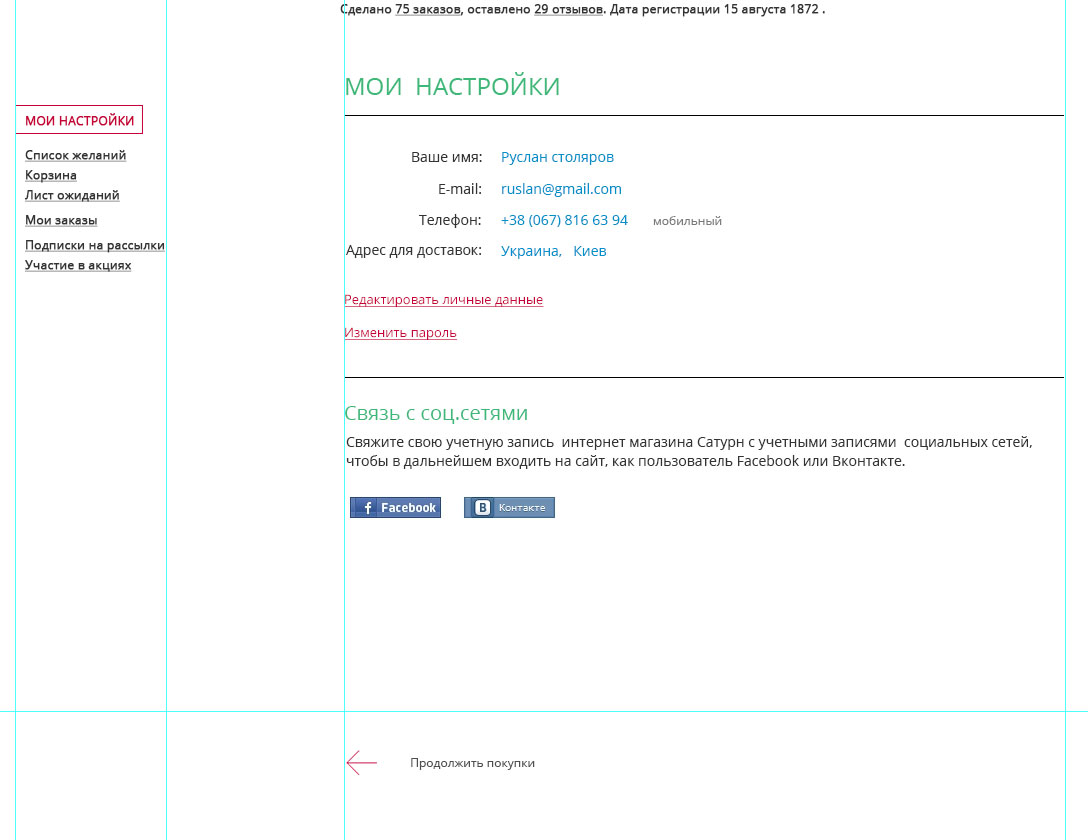 Сделано 75 заказов, оставлено 29 отзывов. Дата регистрации 15 августа 1872 .
МОИ НАСТРОЙКИ
Список желаний
Корзина
Лист ожиданий
Мои заказы
Подписки на рассылки
Участие в акциях
МОИ НАСТРОЙКИ
Ваше имя: Руслан столяров
E-mail: ruslan@gmail.com
Телефон: +38 (067) 816 63 94 мобильный
Адрес для доставок: Украина, Киев
Редактировать личные данные
Изменить пароль
Связь с соц.сетями
Свяжите свою учетную запись интернет магазина Сатурн с учетными записями социальных сетей,
чтобы в дальнейшем входить на сайт, как пользователь Facebook или Вконтакте.
f Facebook
В Контакте
Продолжить покупки